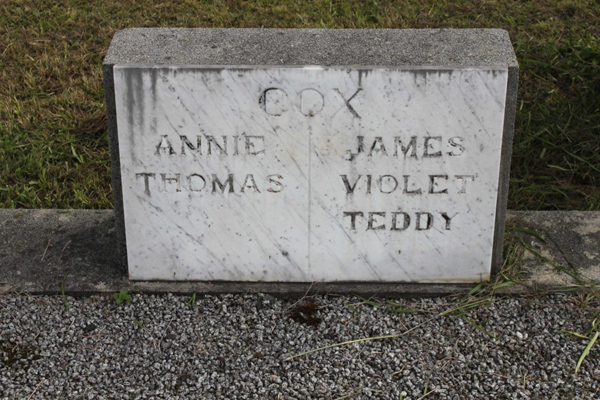 COX
ANNIE
THOMAS
JAMES
VIOLET
TEDDY